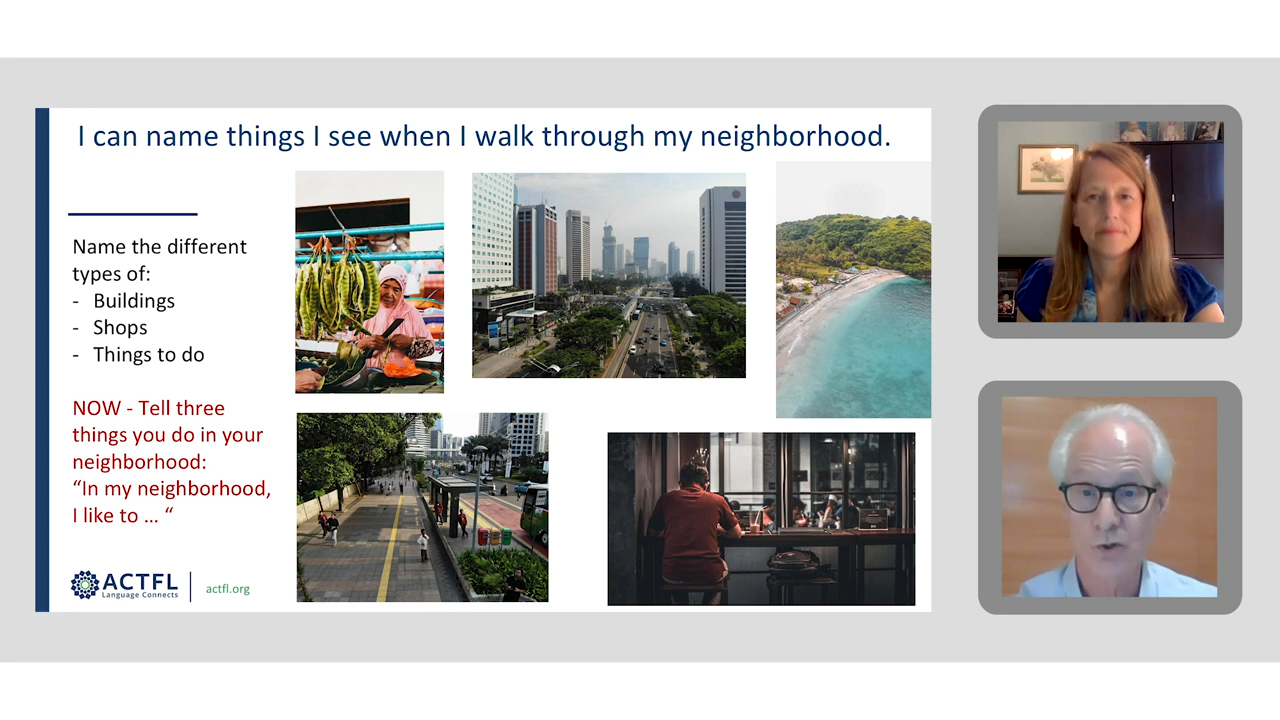 I can name things I see when I walk through my neighborhood.
Name the different
types of:
- Buildings
- Shops
- Things to do
NOW - Tell three
things you do in your
neighborhood:
“In my neighborhood,
I like to … “
ACTFL
Language Connects
actfl.org